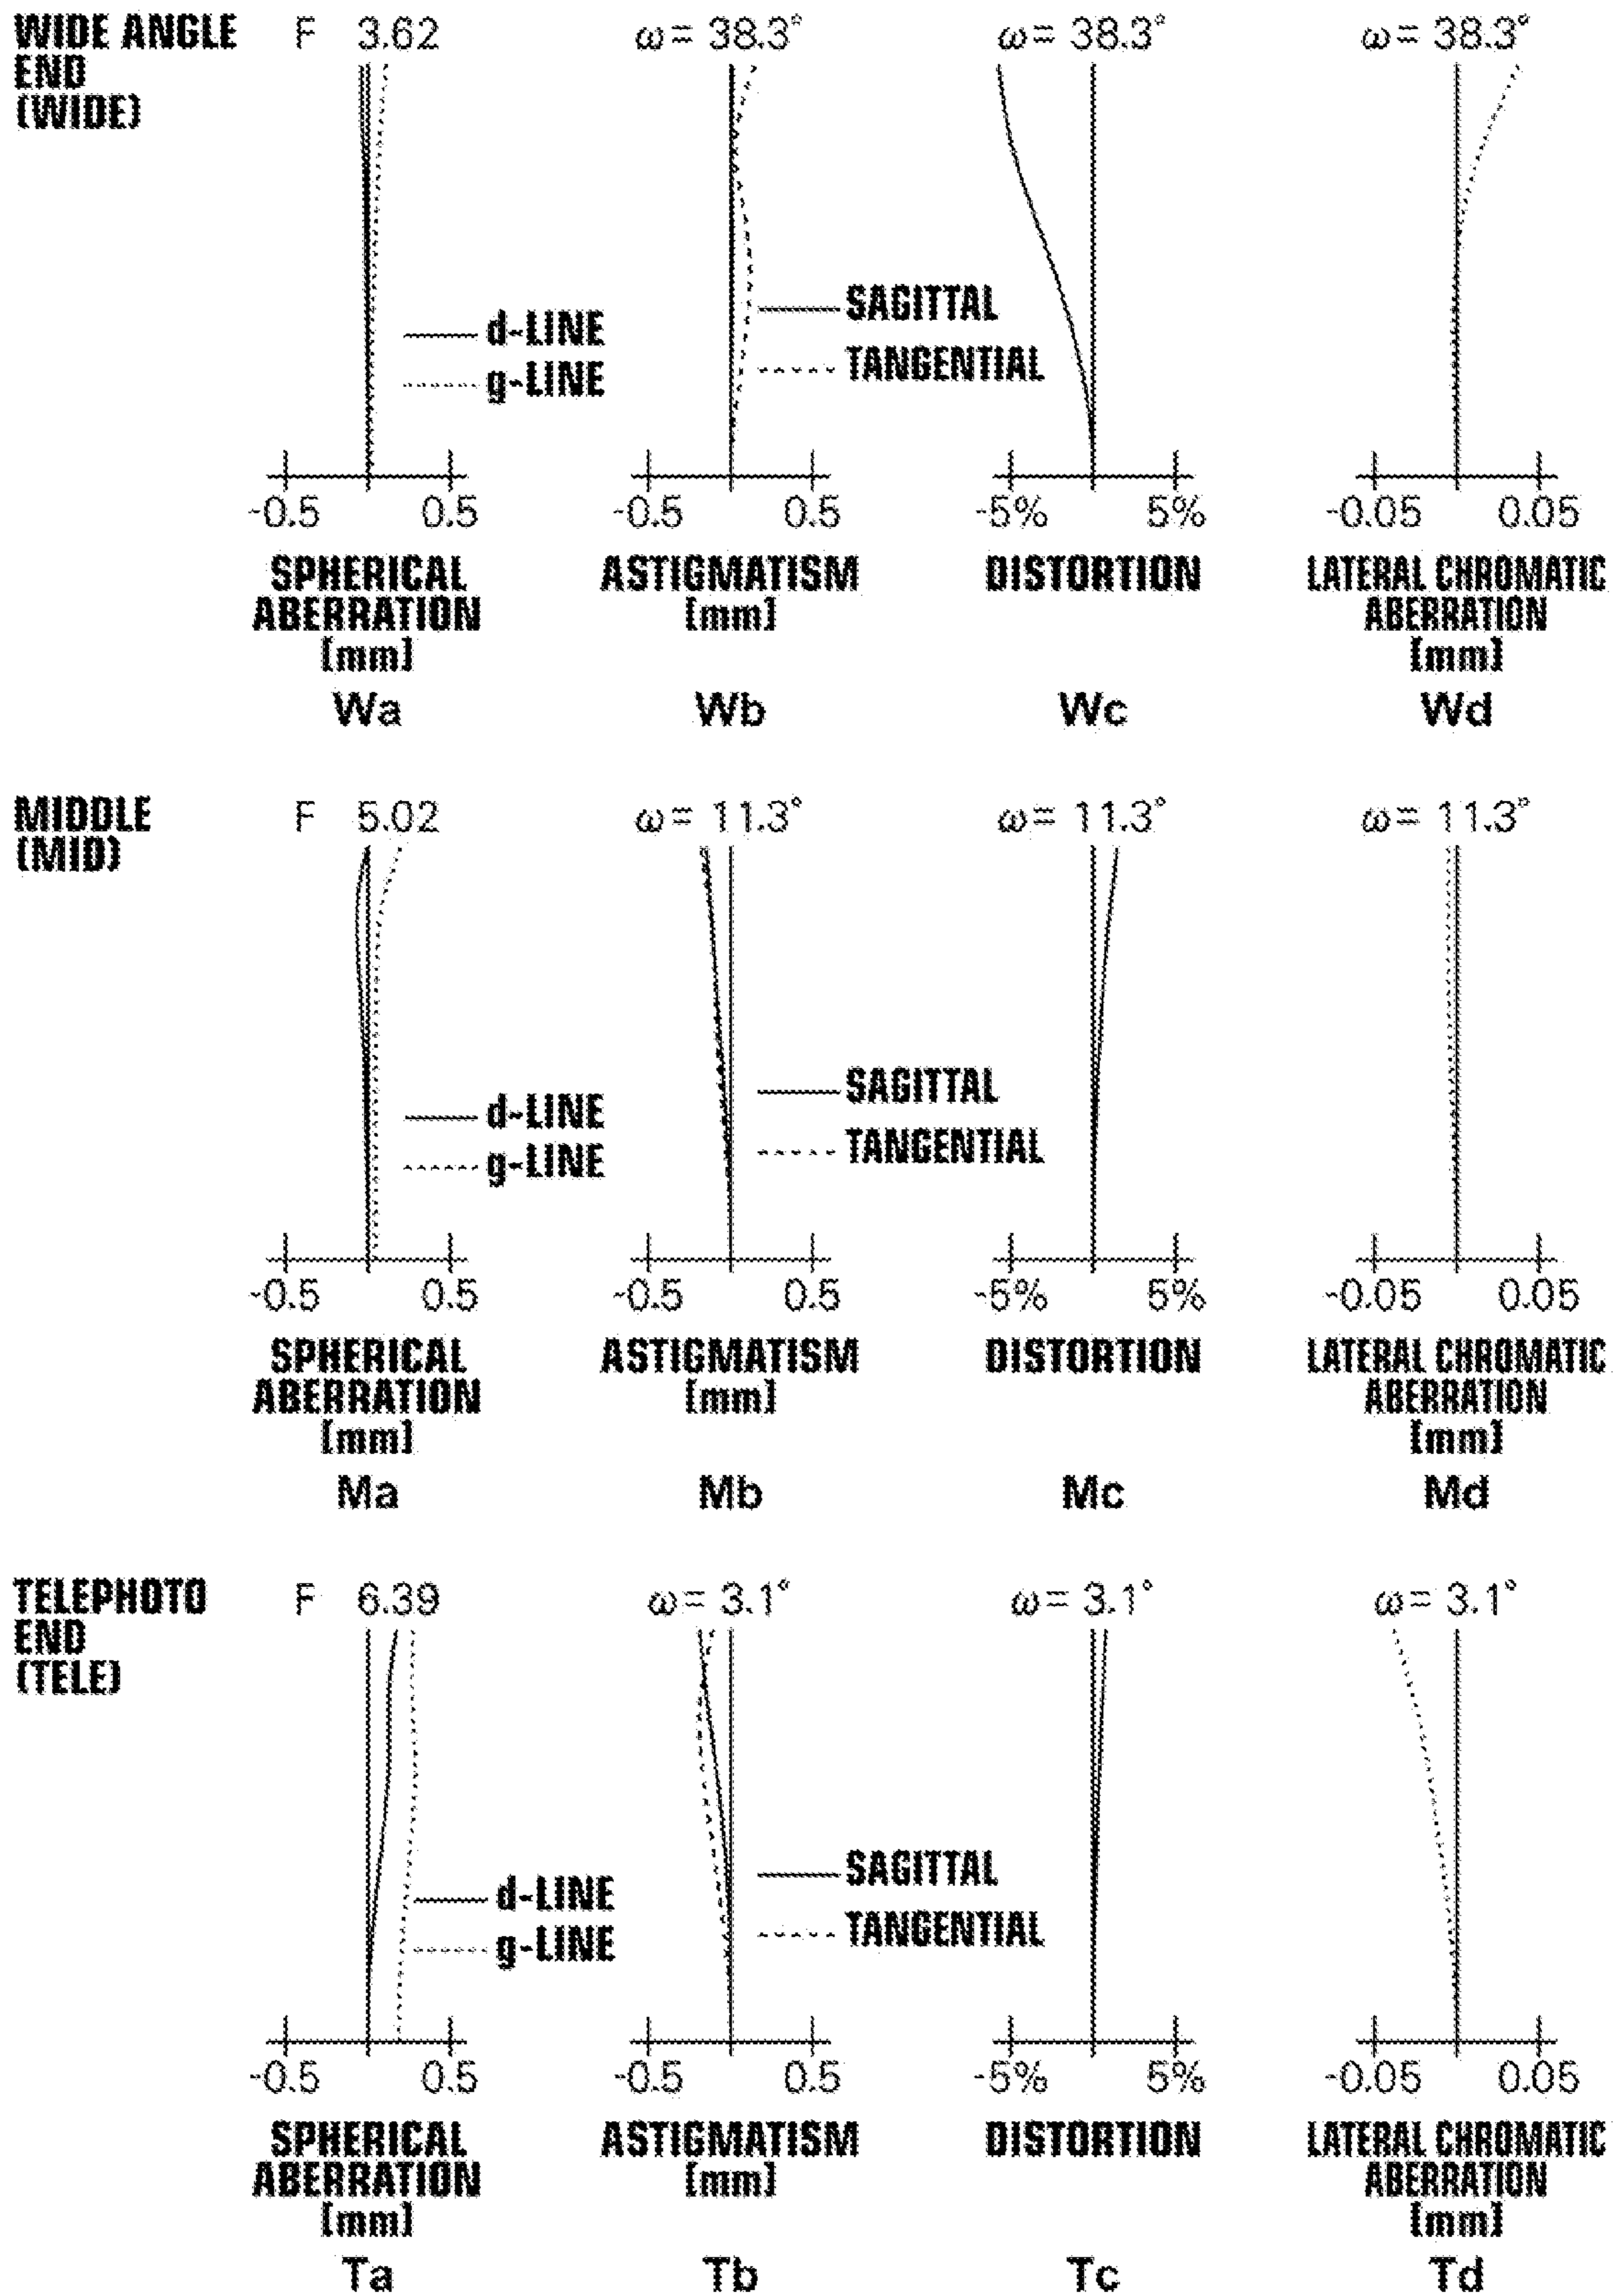 WIDE ANGLE
END
(WIDE)
F 3.62
ω= 38.3°
ω= 38.3°
ω= 38.3°
d-LINE
g-LINE
SAGITTAL
TANGENTIAL
-0.5 0.5
-0.5 0.5
-5% 5%
-0.05 0.05
SPHERICAL
ABERRATION
[mm]
ASTIGMATISM
[mm]
DISTORTION
LATERAL CHROMATIC
ABERRATION
[mm]
Wa
Wb
Wc
Wd
MIDDLE
(MID)
F 5.02
ω= 11.3°
ω= 11.3°
ω= 11.3°
d-LINE
g-LINE
SAGITTAL
TANGENTIAL
-0.5 0.5
-0.5 0.5
-5% 5%
-0.05 0.05
SPHERICAL
ABERRATION
[mm]
ASTIGMATISM
[mm]
DISTORTION
LATERAL CHROMATIC
ABERRATION
[mm]
Ma
Mb
Mc
Md
TELEPHOTO
END
(TELE)
F 6.39
ω= 3.1°
ω= 3.1°
ω= 3.1°
d-LINE
g-LINE
SAGITTAL
TANGENTIAL
-0.5 0.5
-0.5 0.5
-5% 5%
-0.05 0.05
SPHERICAL
ABERRATION
[mm]
ASTIGMATISM
[mm]
DISTORTION
LATERAL CHROMATIC
ABERRATION
[mm]
Ta
Tb
Tc
Td